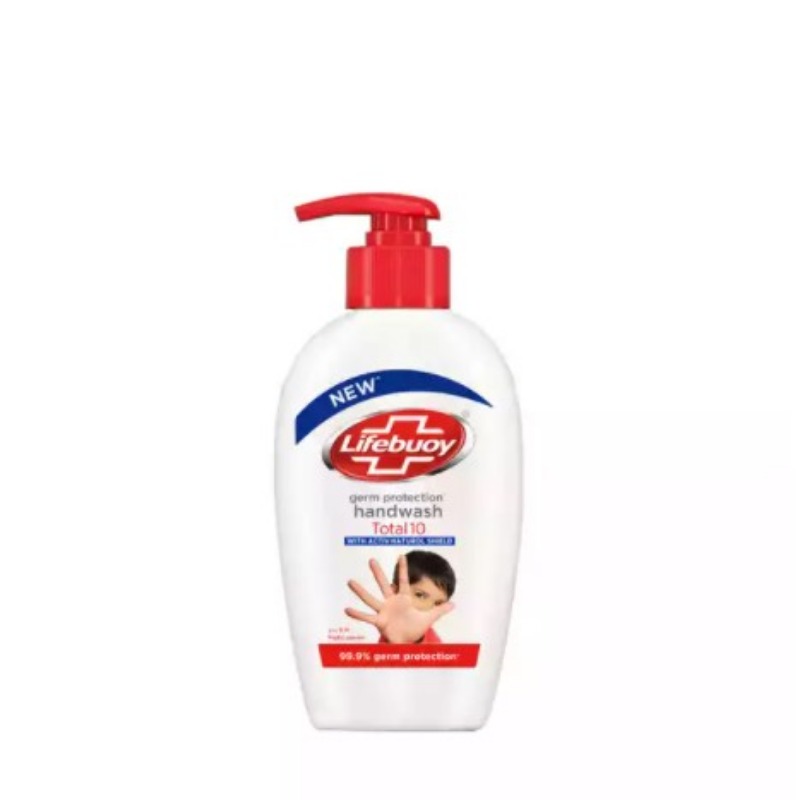 NEW*
Lifebuoy
germ protection
handwash
Total 10
WITH ACTIV NATUROL SHIELD
99.9% germ protection*